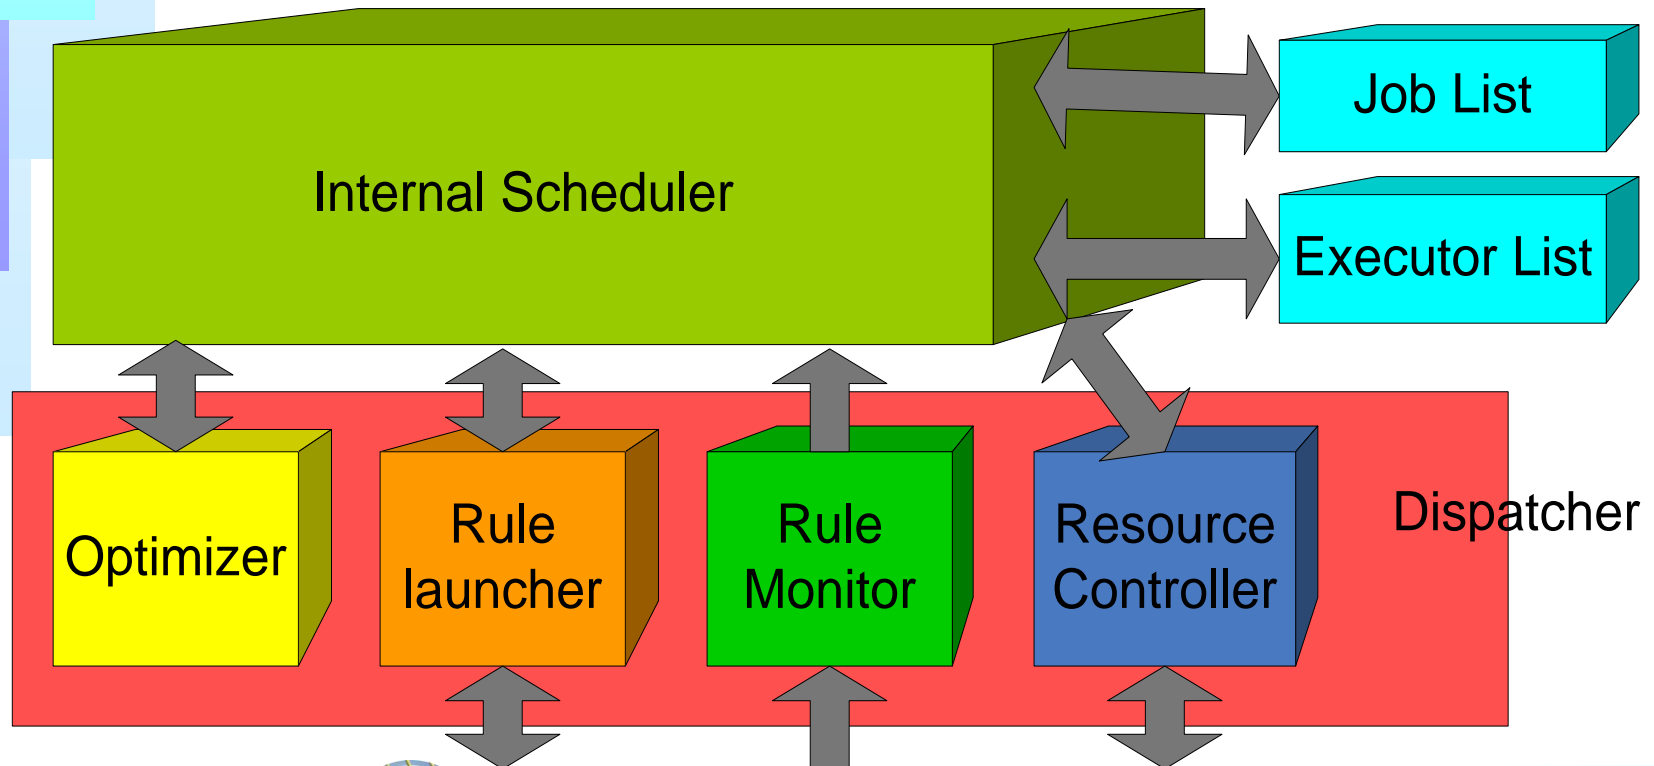 Job List
Internal Scheduler
Executor List
Optimizer
Rule
launcher
Rule
Monitor
Resource
Controller
Dispatcher